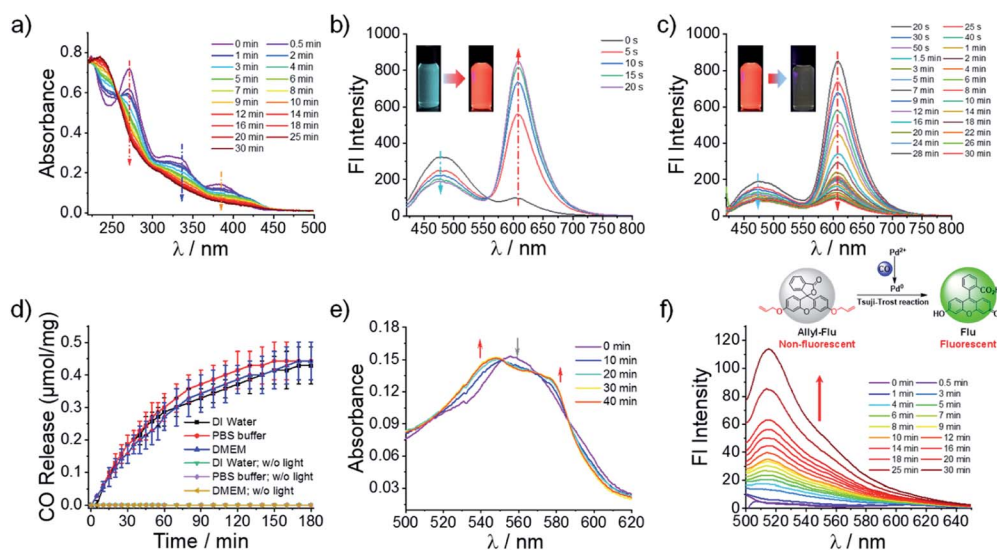 a)
Absorbance
0.8
0.6
0.4
0.2
0.0
250 300 350 400 450 500
λ / nm
0 min 0.5 min
1 min 2 min
3 min 4 min
5 min 6 min
7 min 8 min
9 min 10 min
12 min 14 min
16 min 18 min
20 min 25 min
30 min
b)
FI Intensity
1000
800
600
400
200
0
450 500 550 600 650 700 750 800
λ / nm
0 s
5 s
10 s
15 s
20 s
c)
FI Intensity
1000
800
600
400
200
0
450 500 550 600 650 700 750 800
λ / nm
20 s 25 s
30 s 40 s
50 s 1 min
1.5 min 2 min
3 min 4 min
5 min 6 min
7 min 8 min
9 min 10 min
12 min 14 min
16 min 18 min
20 min 22 min
24 min 26 min
28 min 30 min
d)
CO Release (μmol/mg)
0.5
0.4
0.3
0.2
0.1
0.0
0 30 60 90 120 150 180
Time / min
DI Water
PBS buffer
DMEM
DI Water; w/o light
PBS buffer; w/o light
DMEM; w/o light
e)
Absorbance
0.18
0.15
0.12
0.09
0.06
0.03
500 520 540 560 580 600 620
λ / nm
0 min
10 min
20 min
30 min
40 min
f)
Pd2+
CO
Pd0
Tsuji-Trost reaction
Allyl-Flu
Non-fluorescent
Flu
Fluorescent
FI Intensity
120
110
100
90
80
70
60
50
40
30
20
10
0
500 520 540 560 580 600 620 640
λ / nm
0 min 0.5 min
1 min 3 min
4 min 5 min
6 min 7 min
8 min 9 min
10 min 12 min
14 min 16 min
18 min 20 min
25 min 30 min